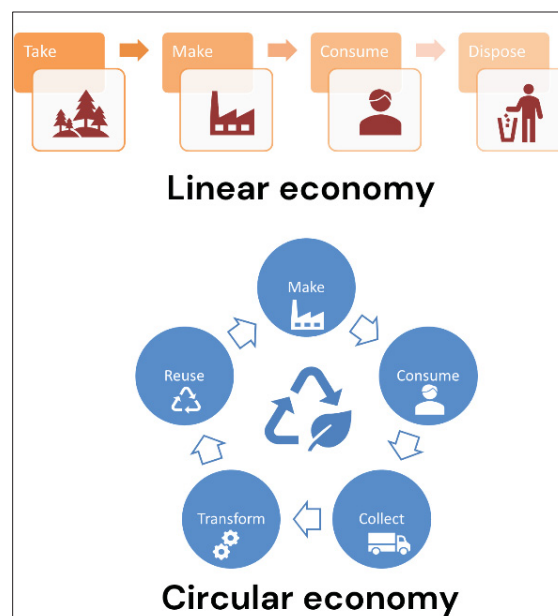 Take
Make
Consume
Dispose
Linear economy
Make
Consume
Collect
Transform
Reuse
Circular economy